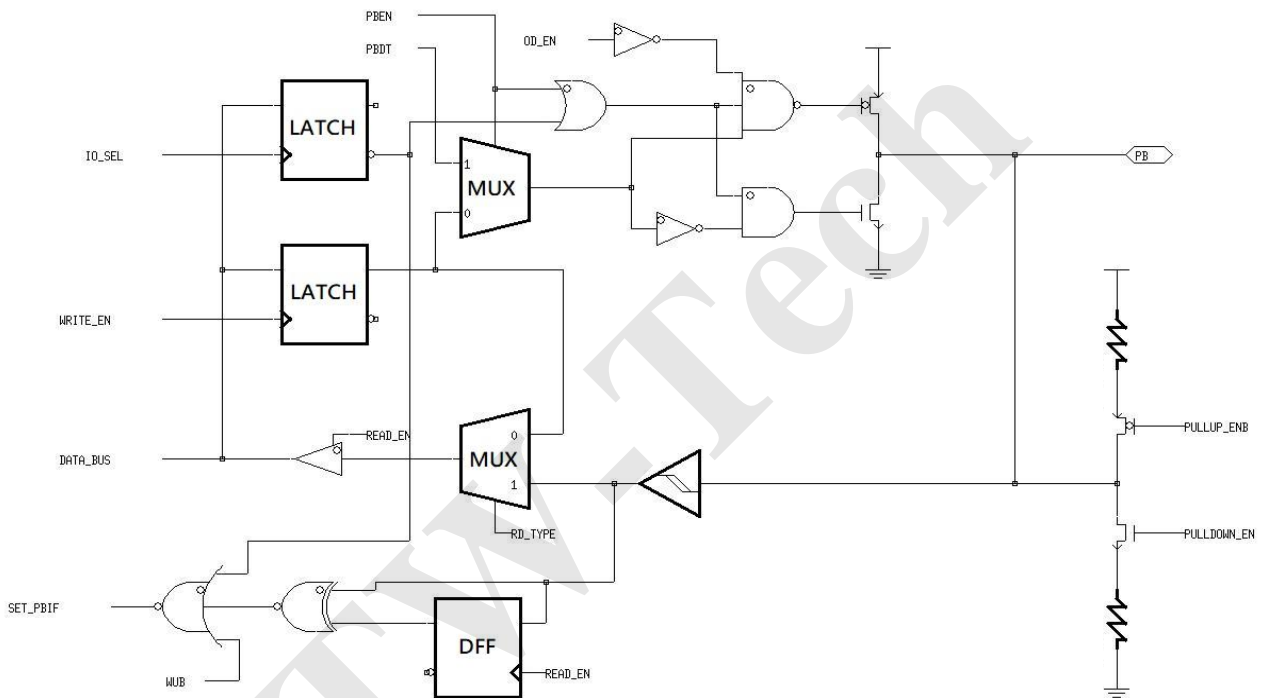 PBEN
OD_EN
PBDT
LATCH
IO_SEL
1
MUX
0
PB
LATCH
WRITE_EN
READ_EN
0
MUX
1
DATA_BUS
PULLUP_ENB
RD_TYPE
PULLDOWN_EN
SET_PBIF
DFF
READ_EN
WUB
TW-Tech